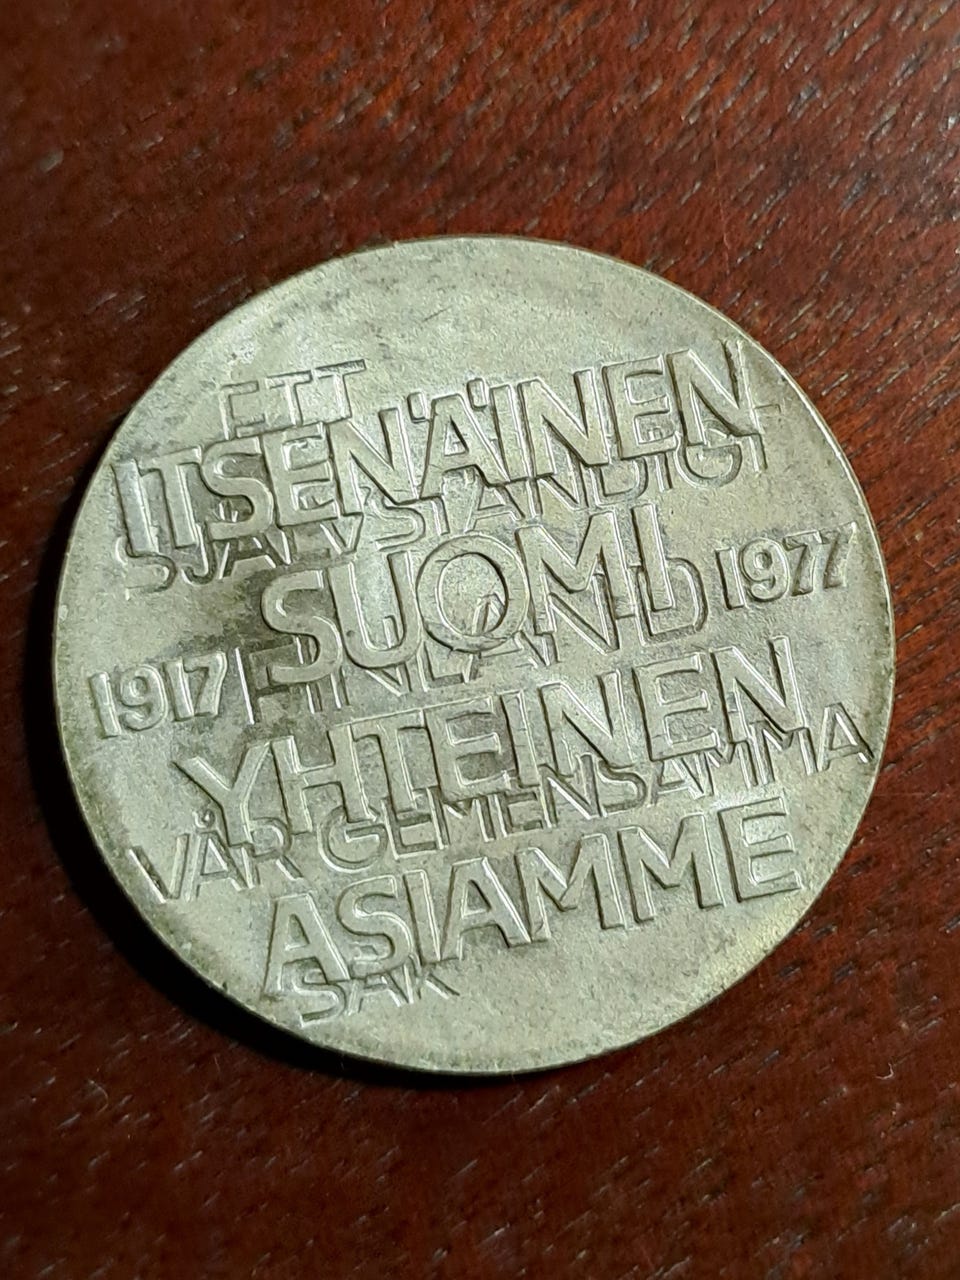 ETT
ITSENÄINEN
SJÄLVSTÄNDIGT
SUOMI 1977
1917 FINLAND
YHTEINEN
VÅR GEMENSAMMA
ASIAMME
SAK